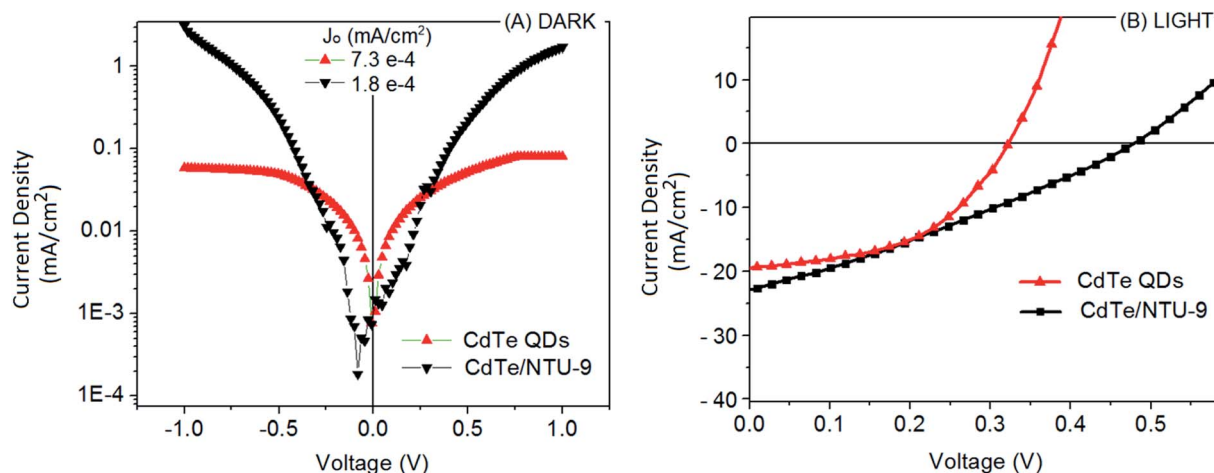 (A) DARK
Jₒ (mA/cm²)
7.3 e-4
1.8 e-4
1
0.1
0.01
1E-3
1E-4
Current Density
(mA/cm²)
CdTe QDs
CdTe/NTU-9
-1.0 -0.5 0.0 0.5 1.0
Voltage (V)
(B) LIGHT
10
0
- 10
- 20
- 30
- 40
Current Density
(mA/cm²)
CdTe QDs
CdTe/NTU-9
0.0 0.1 0.2 0.3 0.4 0.5
Voltage (V)